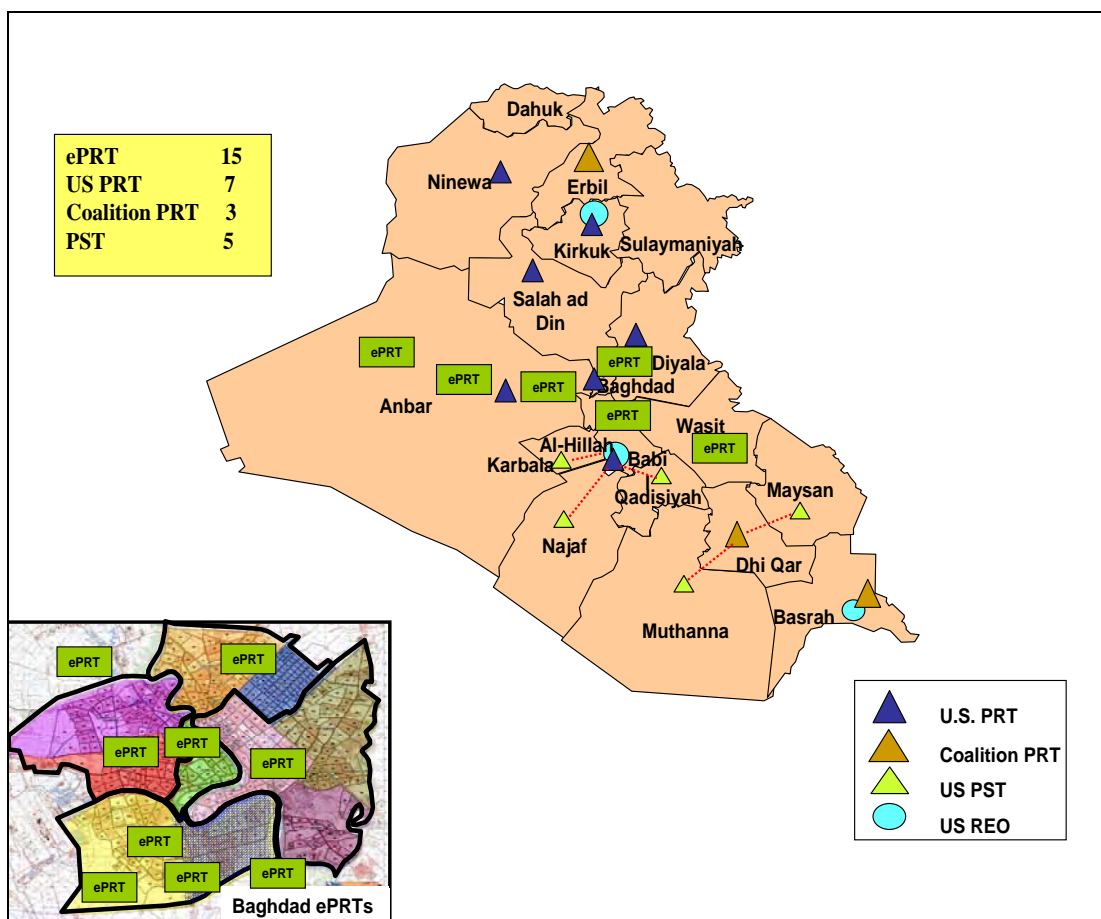 Dahuk
ePRT 15
US PRT 7
Coalition PRT 3
PST 5
Ninewa
Erbil
Kirkuk
Sulaymaniyah
Salah ad
Din
ePRT
ePRT
ePRT
ePRT
Diyala
Baghdad
Anbar
ePRT
Wasit
ePRT
Al-Hillah
Karbala
Babi
l
Qadisiyah
Maysan
Najaf
Dhi Qar
Basrah
Muthanna
ePRT
ePRT
ePRT
ePRT
ePRT
ePRT
ePRT
ePRT
ePRT
Baghdad ePRTs
U.S. PRT
Coalition PRT
US PST
US REO